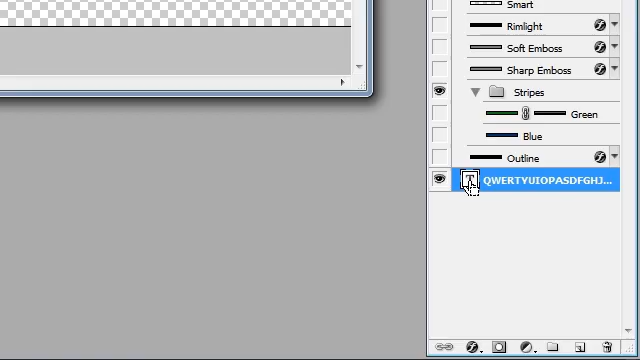 Smart
Rimlight
Soft Emboss
Sharp Emboss
Stripes
Green
Blue
Outline
T QWERTYUIOPASDFGHJ...